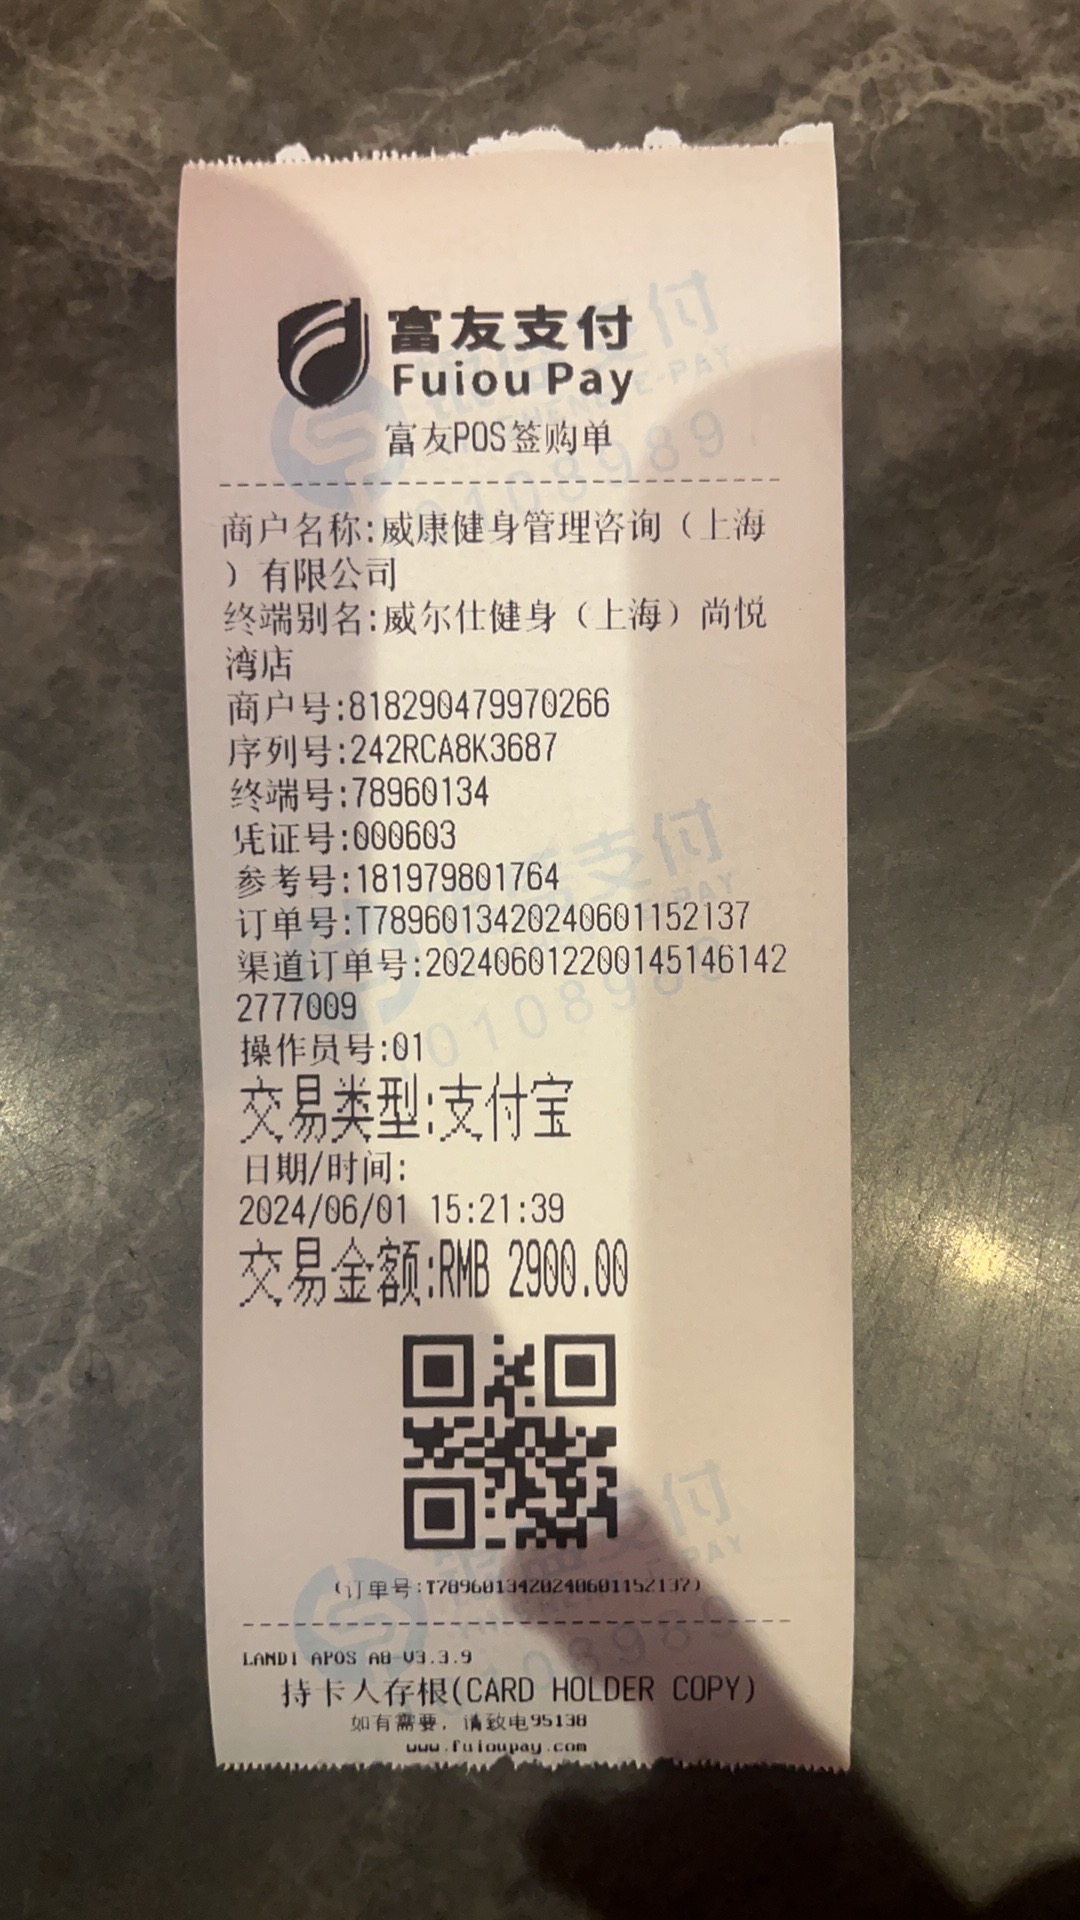 富友支付
Fuiou Pay
富友POS签购单
商户名称:威康健身管理咨询（上海
）有限公司
终端别名:威尔仕健身（上海）尚悦
湾店
商户号:818290479970266
序列号:242RCA8K3687
终端号:78960134
凭证号:000603
参考号:181979801764
订单号:T7896013420240601152137
渠道订单号:202406012200145146142
2777009
操作员号:01
交易类型:支付宝
日期/时间:
2024/06/01 15:21:39
交易金额:RMB 2900.00
(订单号:T7896013420240601152137)
LANDI APOS A8-V3.3.9
持卡人存根(CARD HOLDER COPY)
如有需要，请致电95138
www.fuioupay.com